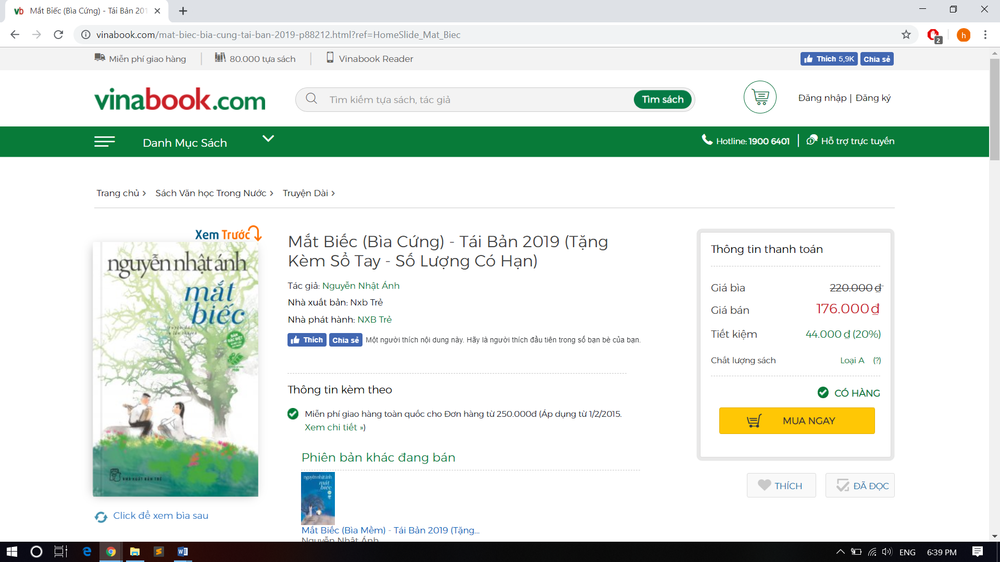 Mắt Biếc (Bìa Cứng) - Tái Bản 201
vinabook.com/mat-biec-bia-cung-tai-ban-2019-p88212.html?ref=HomeSlide_Mat_Biec
2
h
Miễn phí giao hàng
80.000 tựa sách
Vinabook Reader
Thích 5,9K
Chia sẻ
vinabook.com
Tìm kiếm tựa sách, tác giả
Tìm sách
Đăng nhập | Đăng ký
Danh Mục Sách
Hotline: 1900 6401
Hỗ trợ trực tuyến
Trang chủ > Sách Văn học Trong Nước > Truyện Dài >
Xem Trước
nguyễn nhật ánh
mắt
biếc
NHÀ XUẤT BẢN TRẺ
Click để xem bìa sau
Mắt Biếc (Bìa Cứng) - Tái Bản 2019 (Tặng
Kèm Sổ Tay - Số Lượng Có Hạn)
Tác giả: Nguyễn Nhật Ánh
Nhà xuất bản: Nxb Trẻ
Nhà phát hành: NXB Trẻ
Thích
Chia sẻ
Một người thích nội dung này. Hãy là người thích đầu tiên trong số bạn bè của bạn.
Thông tin kèm theo
Miễn phí giao hàng toàn quốc cho Đơn hàng từ 250.000đ (Áp dụng từ 1/2/2015.
Xem chi tiết »)
Phiên bản khác đang bán
nguyễn nhật ánh
mắt
biếc
Mắt Biếc (Bìa Mềm) - Tái Bản 2019 (Tặng...
Nguyễn Nhật Ánh
Thông tin thanh toán
Giá bìa 220.000 ₫
Giá bán 176.000 ₫
Tiết kiệm 44.000 ₫ (20%)
Chất lượng sách Loại A (?)
CÓ HÀNG
MUA NGAY
THÍCH
ĐÃ ĐỌC
ENG
6:39 PM